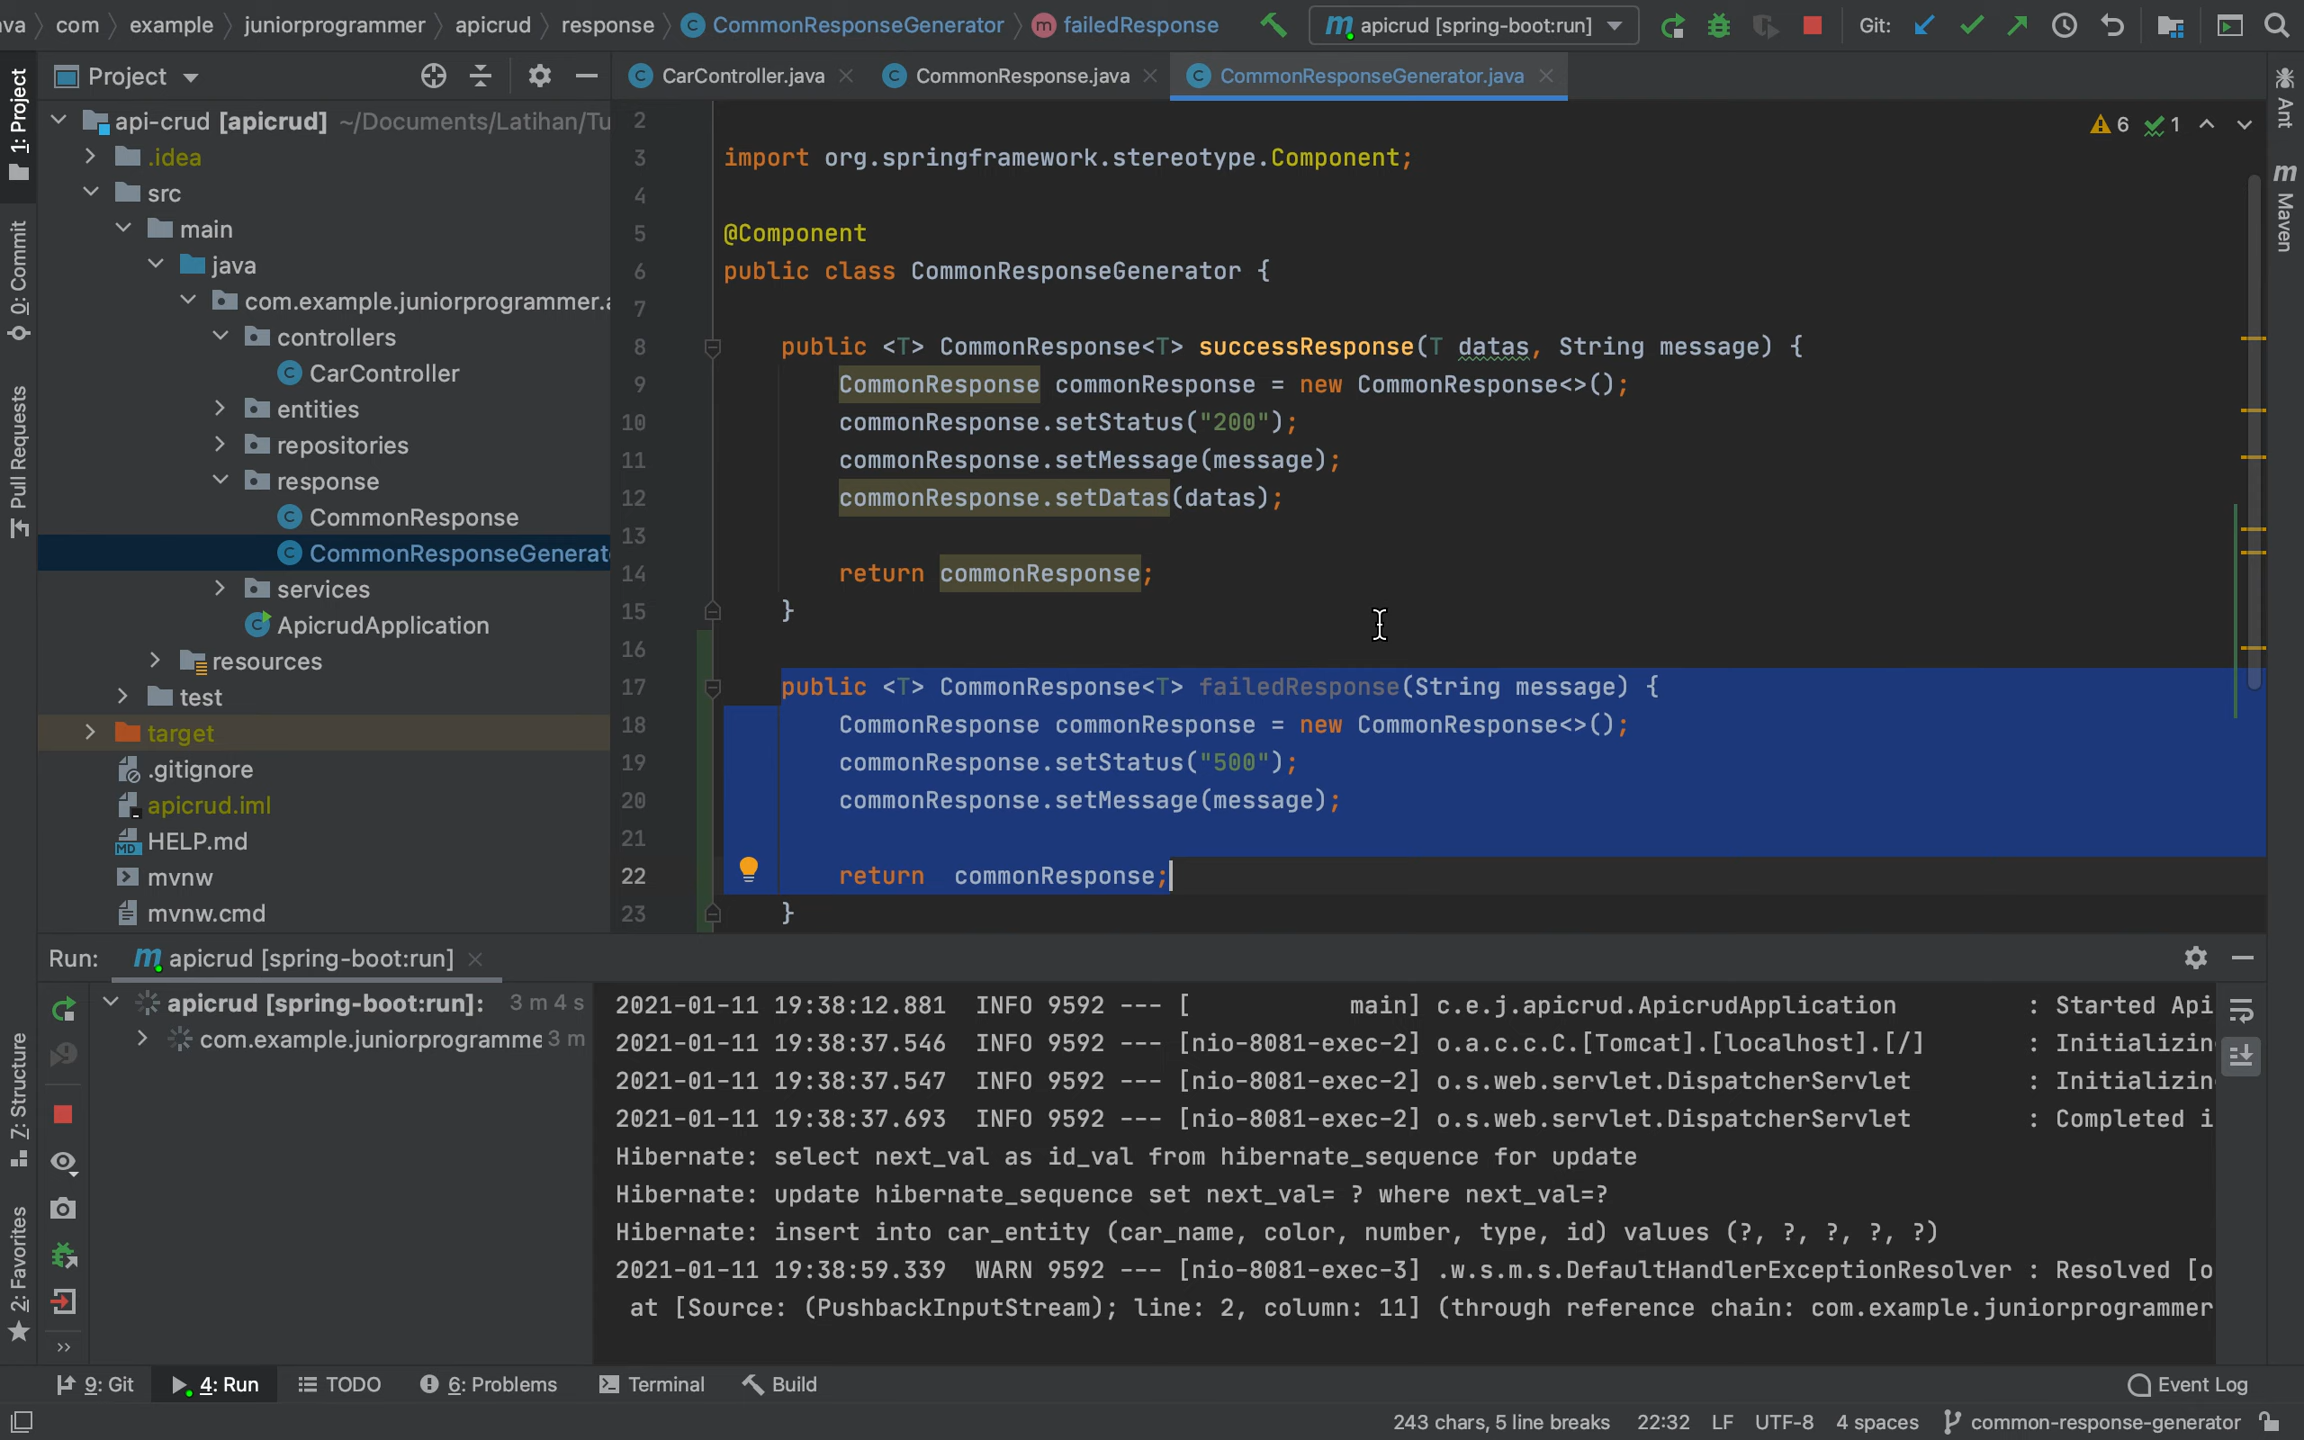 va com example juniorprogrammer apicrud response CommonResponseGenerator failedResponse apicrud [spring-boot:run] Git:
Project CarController.java CommonResponse.java CommonResponseGenerator.java
1: Project
0: Commit
Pull Requests
Z: Structure
2: Favorites
api-crud [apicrud] ~/Documents/Latihan/Tu
.idea
src
main
java
com.example.juniorprogrammer.a
controllers
CarController
entities
repositories
response
CommonResponse
CommonResponseGenerat
services
ApicrudApplication
resources
test
target
.gitignore
apicrud.iml
HELP.md
mvnw
mvnw.cmd
6 1
2
3 import org.springframework.stereotype.Component;
4
5 @Component
6 public class CommonResponseGenerator {
7
8 public <T> CommonResponse<T> successResponse(T datas, String message) {
9 CommonResponse commonResponse = new CommonResponse<>();
10 commonResponse.setStatus("200");
11 commonResponse.setMessage(message);
12 commonResponse.setDatas(datas);
13
14 return commonResponse;
15 }
16
17 public <T> CommonResponse<T> failedResponse(String message) {
18 CommonResponse commonResponse = new CommonResponse<>();
19 commonResponse.setStatus("500");
20 commonResponse.setMessage(message);
21
22 return  commonResponse;
23 }
Ant
Maven
Run: apicrud [spring-boot:run]
apicrud [spring-boot:run]: 3 m 4 s
com.example.juniorprogramme 3 m
2021-01-11 19:38:12.881  INFO 9592 --- [           main] c.e.j.apicrud.ApicrudApplication         : Started Api
2021-01-11 19:38:37.546  INFO 9592 --- [nio-8081-exec-2] o.a.c.c.C.[Tomcat].[localhost].[/]       : Initializin
2021-01-11 19:38:37.547  INFO 9592 --- [nio-8081-exec-2] o.s.web.servlet.DispatcherServlet        : Initializin
2021-01-11 19:38:37.693  INFO 9592 --- [nio-8081-exec-2] o.s.web.servlet.DispatcherServlet        : Completed i
Hibernate: select next_val as id_val from hibernate_sequence for update
Hibernate: update hibernate_sequence set next_val= ? where next_val=?
Hibernate: insert into car_entity (car_name, color, number, type, id) values (?, ?, ?, ?, ?)
2021-01-11 19:38:59.339  WARN 9592 --- [nio-8081-exec-3] .w.s.m.s.DefaultHandlerExceptionResolver : Resolved [o
at [Source: (PushbackInputStream); line: 2, column: 11] (through reference chain: com.example.juniorprogrammer
9: Git 4: Run TODO 6: Problems Terminal Build Event Log
243 chars, 5 line breaks 22:32 LF UTF-8 4 spaces common-response-generator